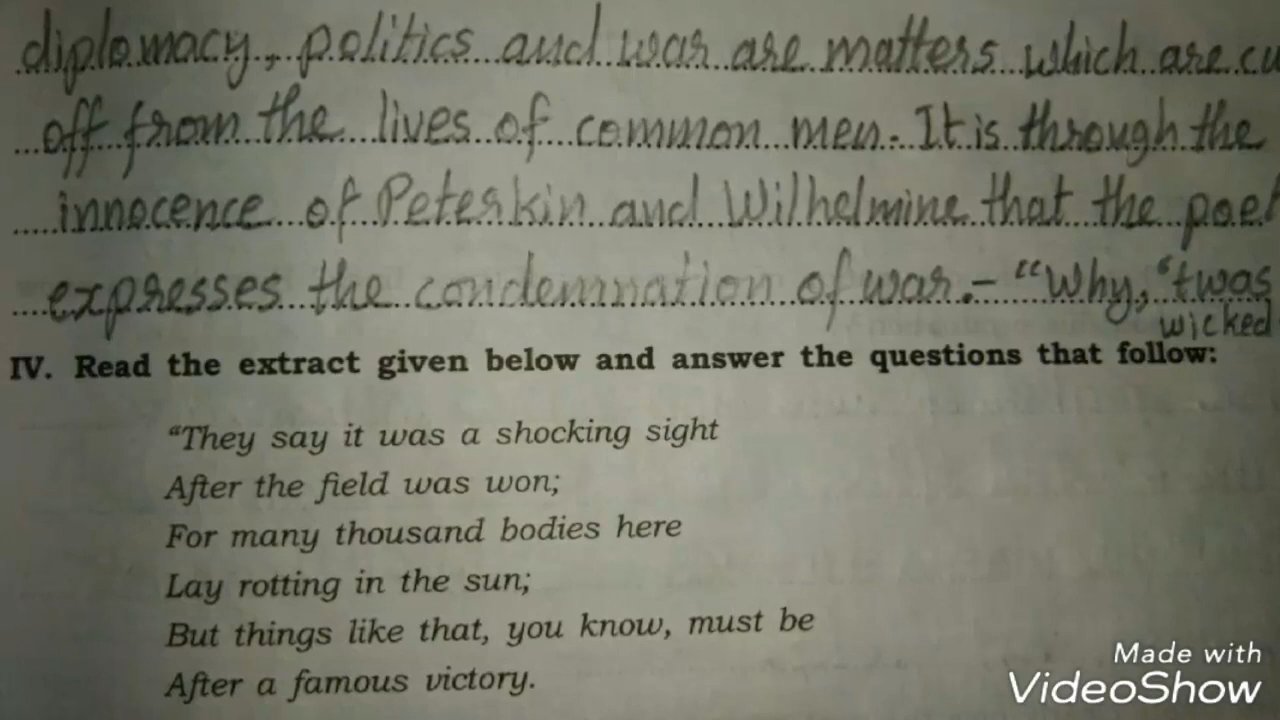 diplomacy, politics and war are matters which are cu
off from the lives of common men. It is through the
innocence of Peterkin and Wilhelmine that the poet
expresses the condemnation of war.- "Why, 'twas
wicked
IV. Read the extract given below and answer the questions that follow:
"They say it was a shocking sight
After the field was won;
For many thousand bodies here
Lay rotting in the sun;
But things like that, you know, must be
After a famous victory.
Made with
VideoShow